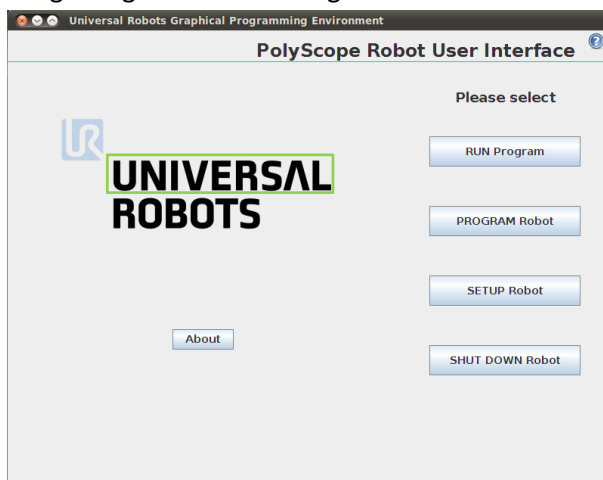 Universal Robots Graphical Programming Environment
PolyScope Robot User Interface
?
Please select
UR
UNIVERSAL
ROBOTS
RUN Program
PROGRAM Robot
SETUP Robot
About
SHUT DOWN Robot